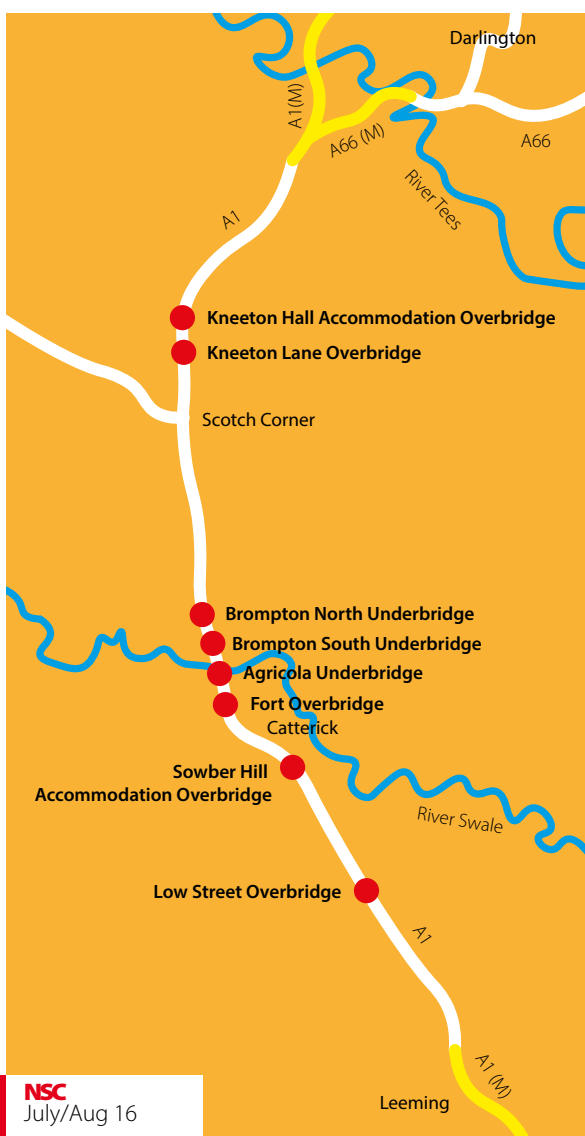 Darlington
A1(M)
A66 (M)
A66
River Tees
A1
Kneeton Hall Accommodation Overbridge
Kneeton Lane Overbridge
Scotch Corner
Brompton North Underbridge
Brompton South Underbridge
Agricola Underbridge
Fort Overbridge
Catterick
Sowber Hill
Accommodation Overbridge
River Swale
Low Street Overbridge
A1
A1 (M)
Leeming
NSC
July/Aug 16